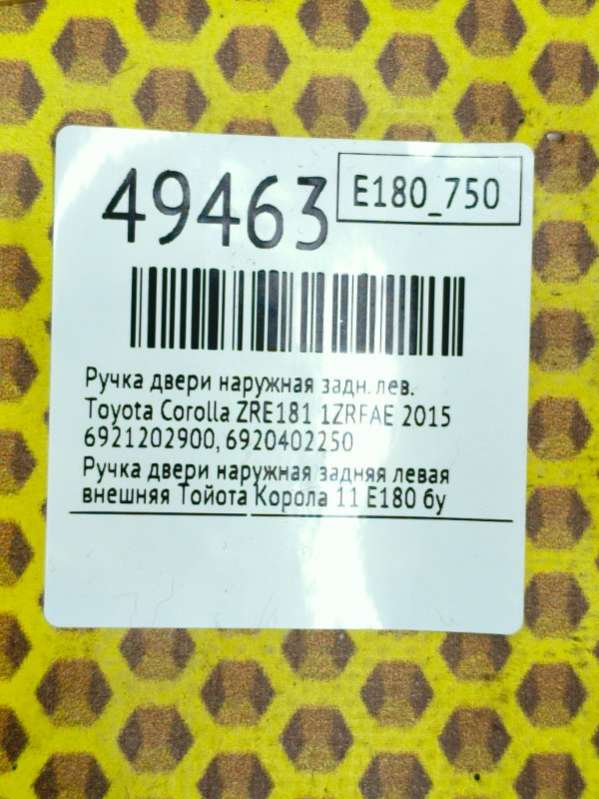 49463
E180_750
Ручка двери наружная задн. лев.
Toyota Corolla ZRE181 1ZRFAE 2015
6921202900, 6920402250
Ручка двери наружная задняя левая
внешняя Тойота Корола 11 E180 бу